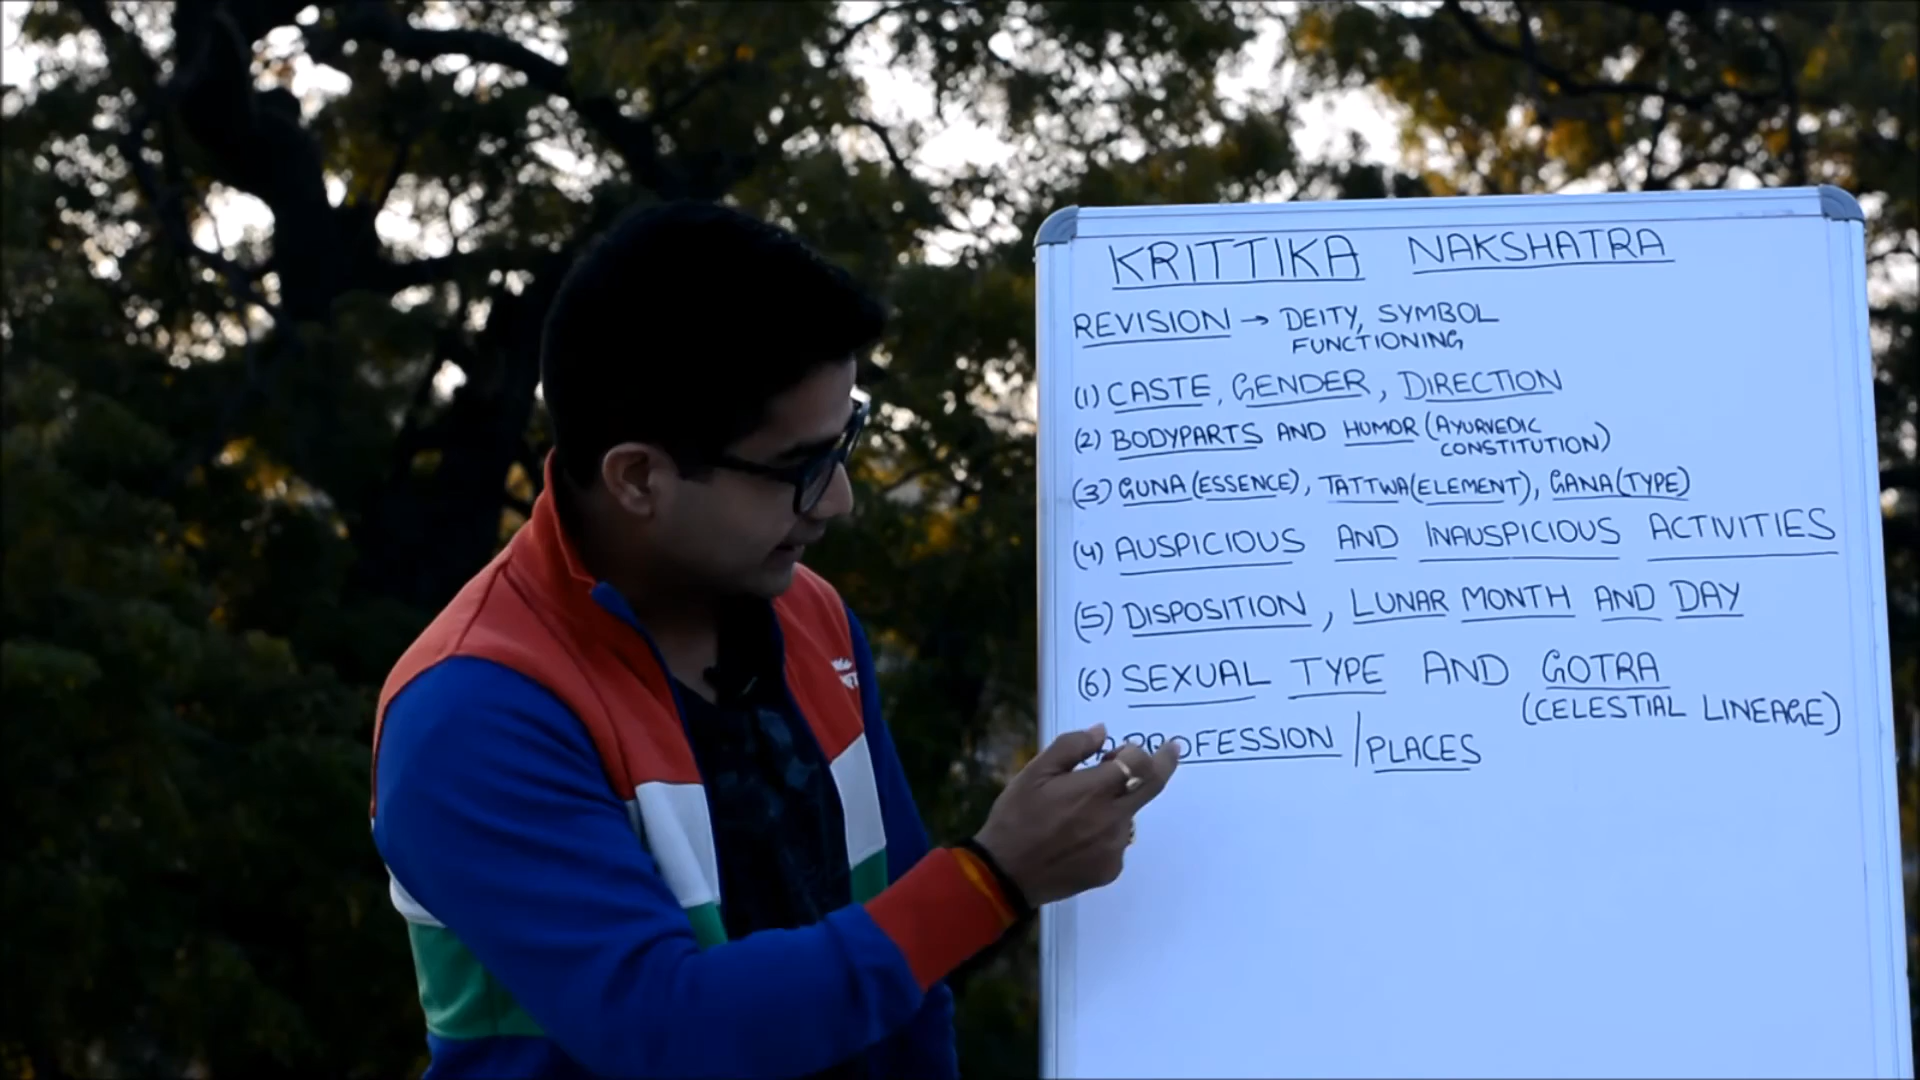 KRITTIKA NAKSHATRA
REVISION → DEITY, SYMBOL
FUNCTIONING
(1) CASTE, GENDER, DIRECTION
(2) BODYPARTS AND HUMOR (AYURVEDIC
CONSTITUTION)
(3) GUNA (ESSENCE), TATTWA (ELEMENT), GANA (TYPE)
(4) AUSPICIOUS AND INAUSPICIOUS ACTIVITIES
(5) DISPOSITION, LUNAR MONTH AND DAY
(6) SEXUAL TYPE AND GOTRA
(CELESTIAL LINEAGE)
PROFESSION / PLACES